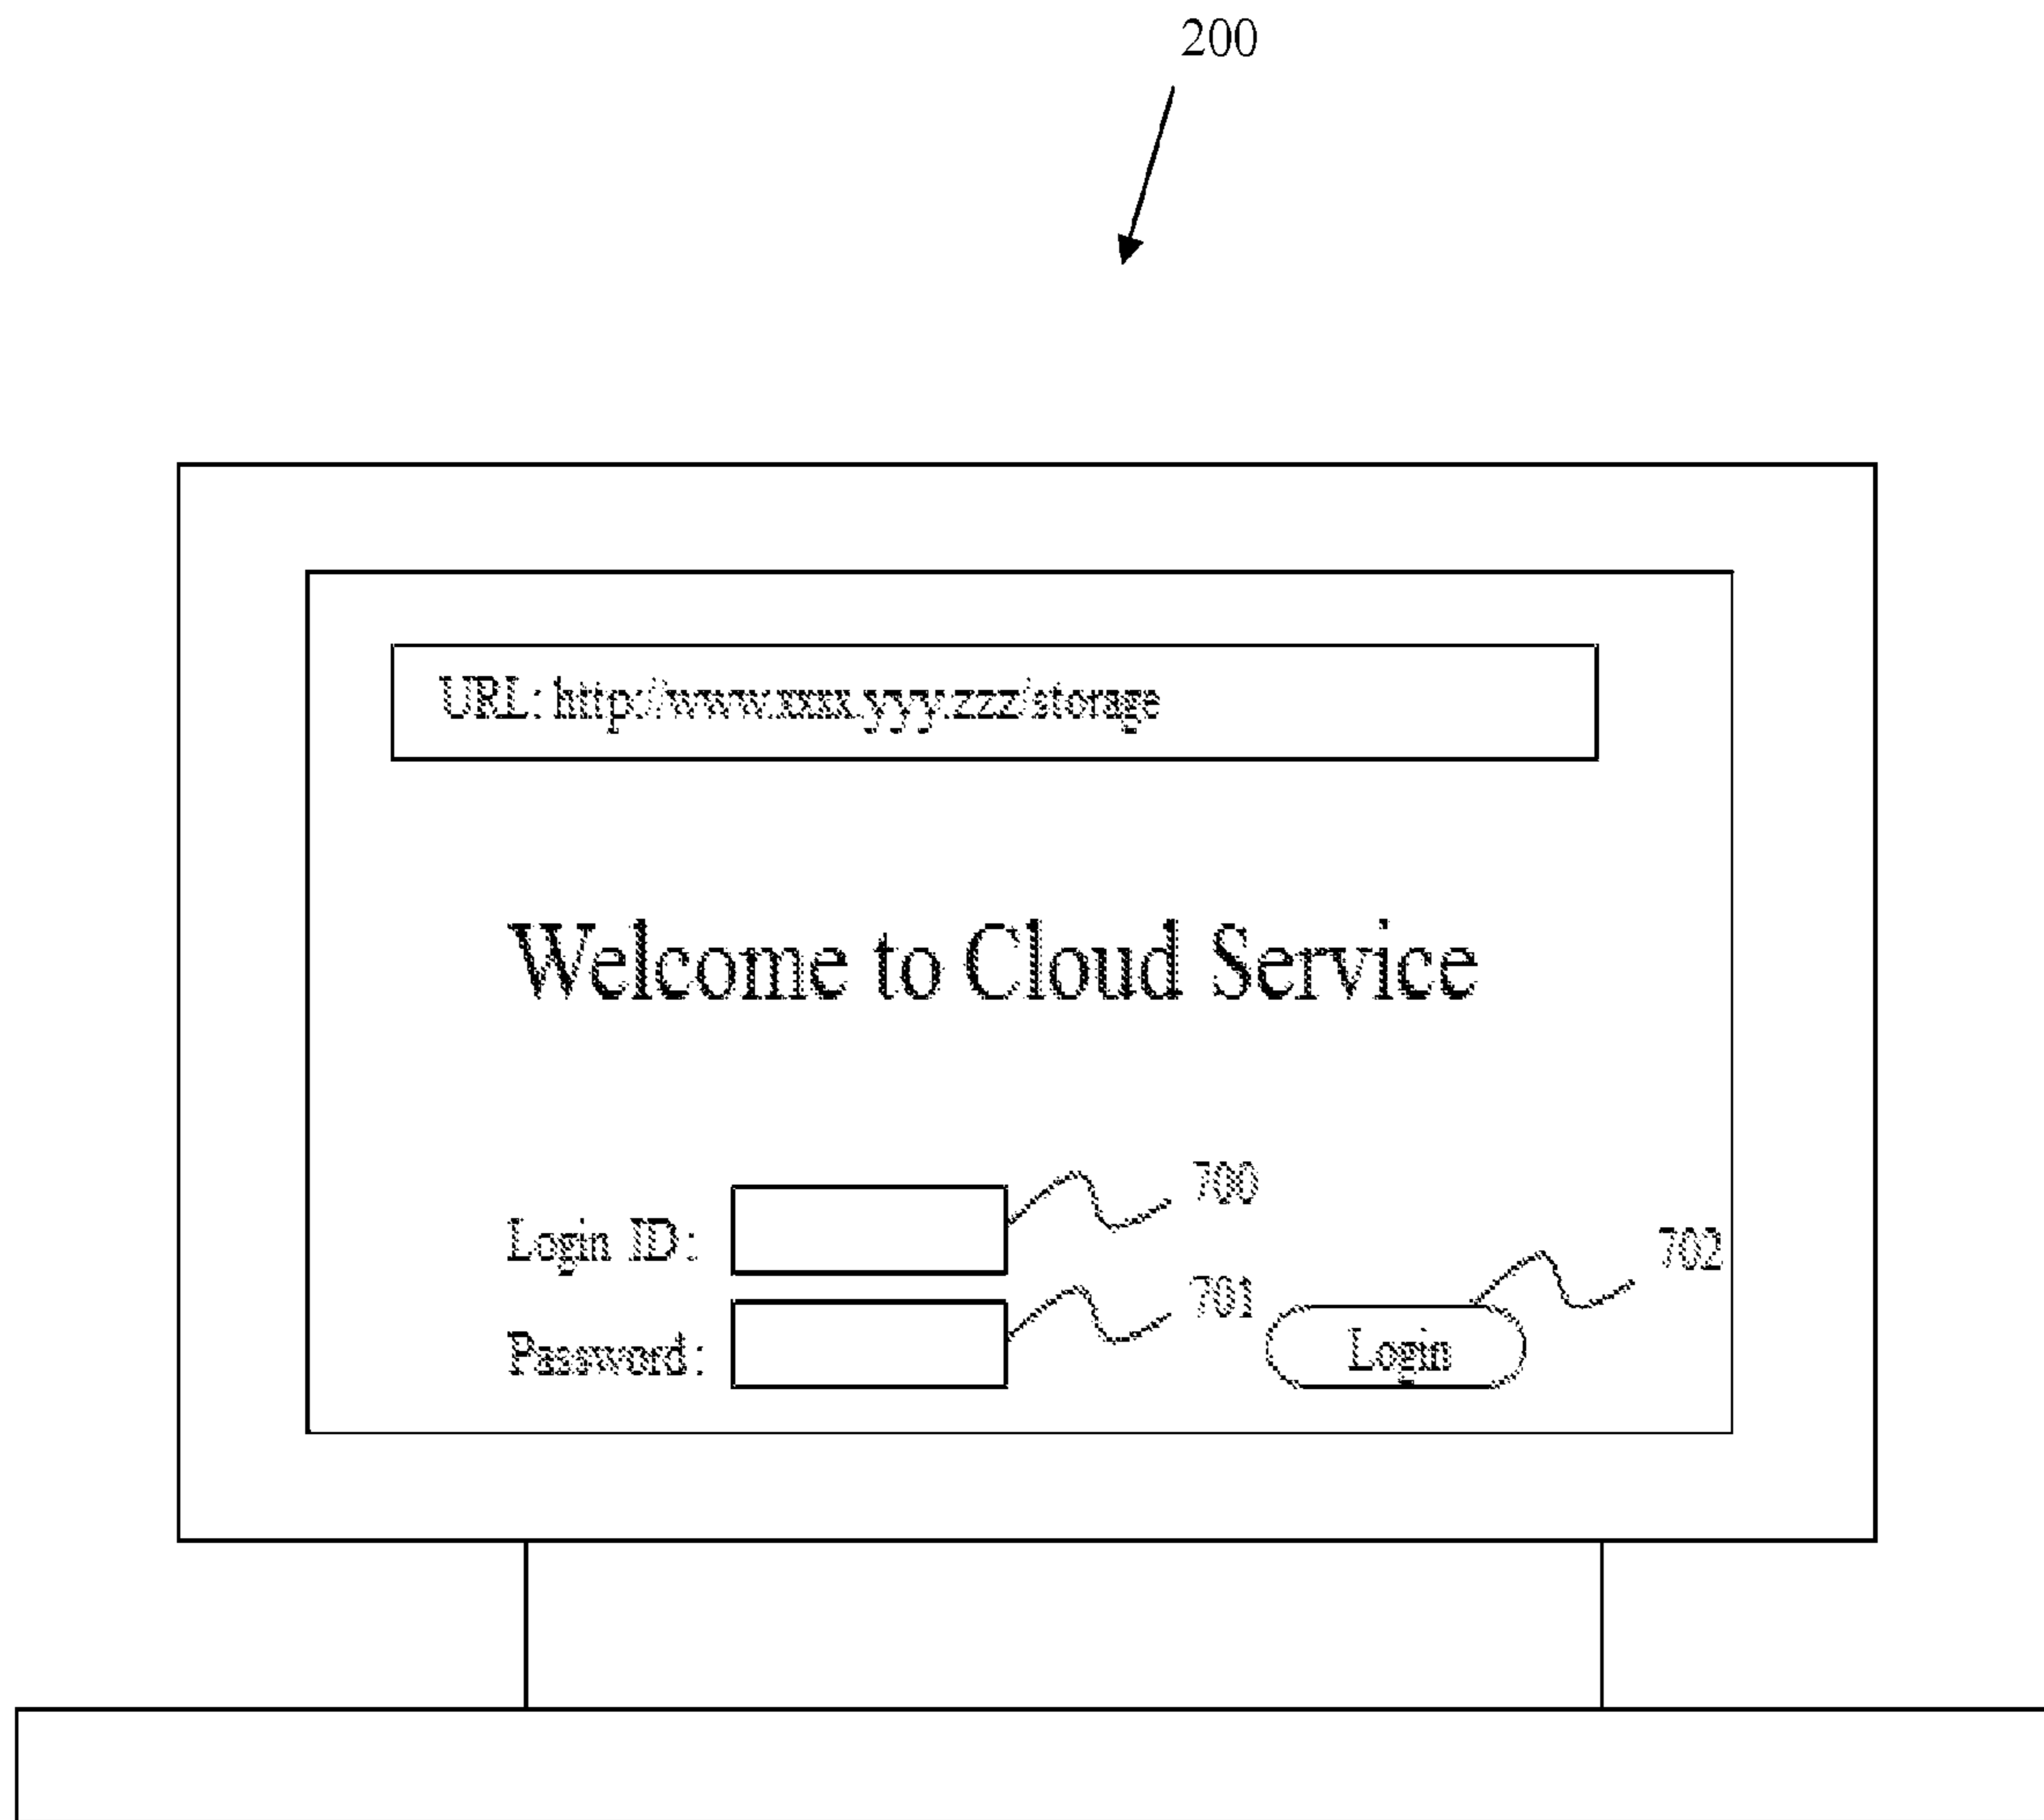 200
URL: http://www.xxxx.yyy.zzz/storage
Welcome to Cloud Service
700
Login ID:
702
701
Password:
Login